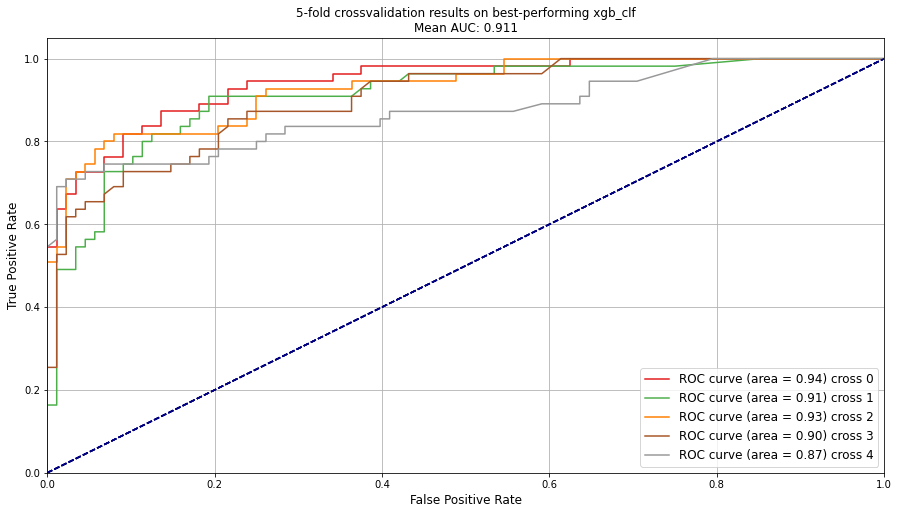 5-fold crossvalidation results on best-performing xgb_clf
Mean AUC: 0.911
1.0
0.8
0.6
0.4
0.2
0.0
True Positive Rate
ROC curve (area = 0.94) cross 0
ROC curve (area = 0.91) cross 1
ROC curve (area = 0.93) cross 2
ROC curve (area = 0.90) cross 3
ROC curve (area = 0.87) cross 4
0.0 0.2 0.4 0.6 0.8 1.0
False Positive Rate